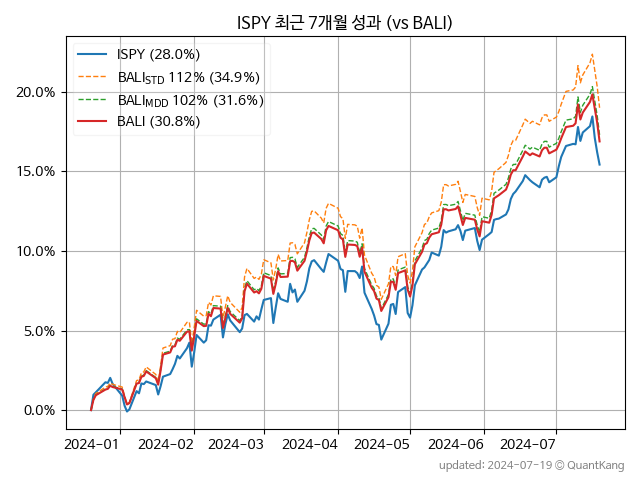 ISPY 최근 7개월 성과 (vs BALI)
ISPY (28.0%)
BALI_STD 112% (34.9%)
BALI_MDD 102% (31.6%)
BALI (30.8%)
20.0%
15.0%
10.0%
5.0%
0.0%
2024-01 2024-02 2024-03 2024-04 2024-05 2024-06 2024-07
updated: 2024-07-19 © QuantKang